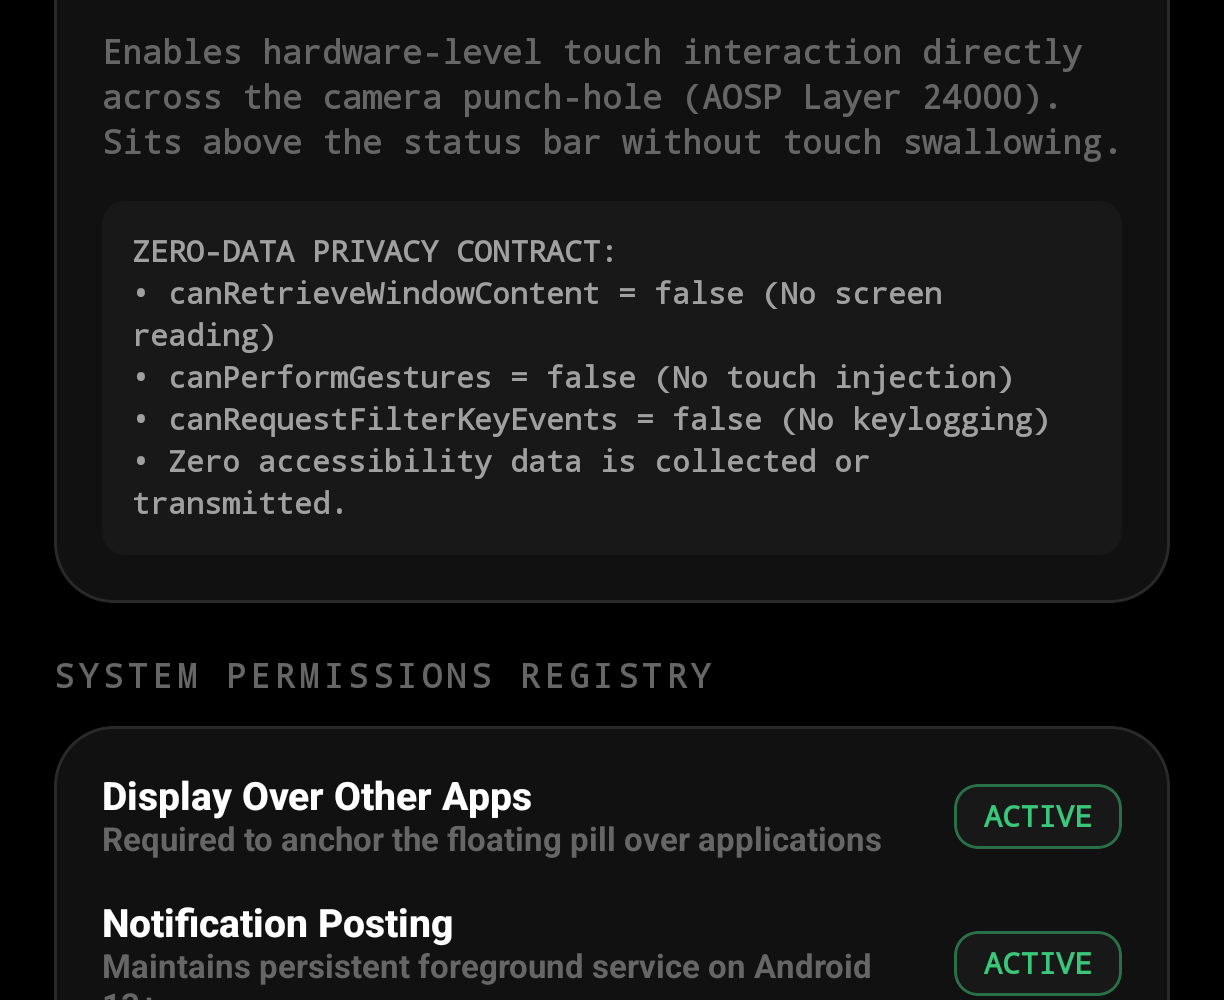 Enables hardware-level touch interaction directly
across the camera punch-hole (AOSP Layer 24000).
Sits above the status bar without touch swallowing.
ZERO-DATA PRIVACY CONTRACT:
• canRetrieveWindowContent = false (No screen
reading)
• canPerformGestures = false (No touch injection)
• canRequestFilterKeyEvents = false (No keylogging)
• Zero accessibility data is collected or
transmitted.
SYSTEM PERMISSIONS REGISTRY
Display Over Other Apps
Required to anchor the floating pill over applications
ACTIVE
Notification Posting
Maintains persistent foreground service on Android
ACTIVE